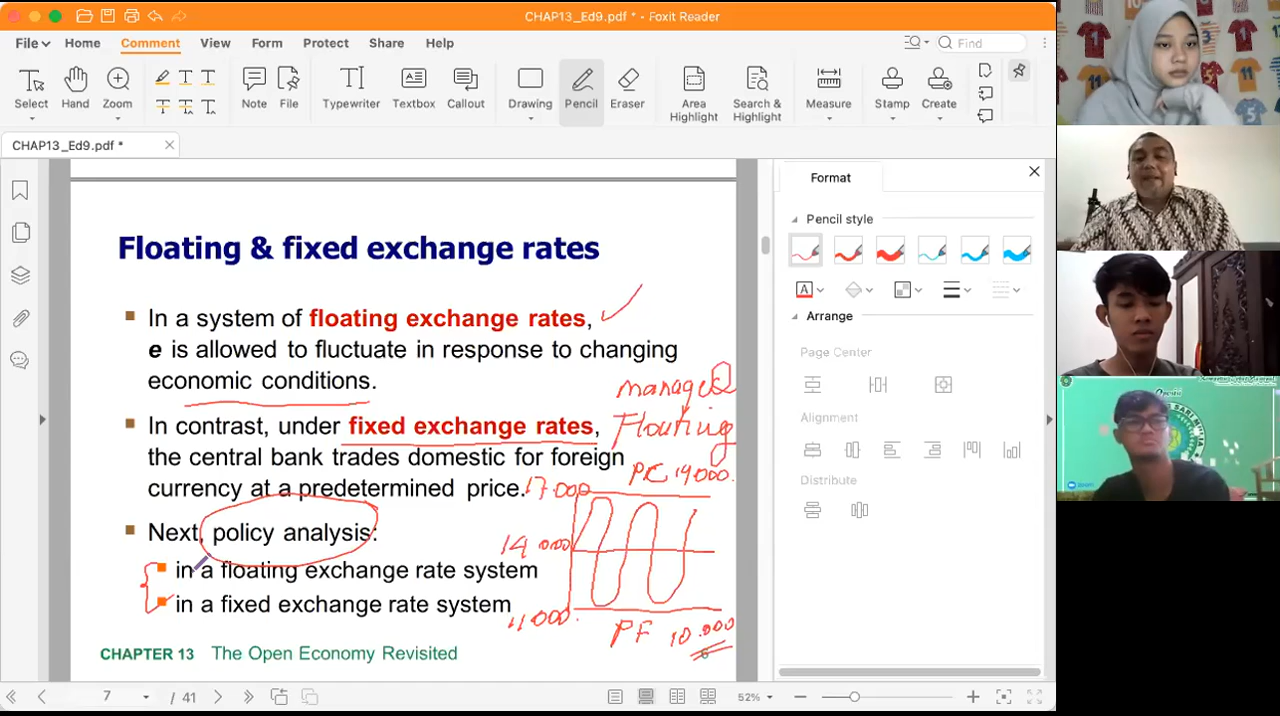 CHAP13_Ed9.pdf * - Foxit Reader
File Home Comment View Form Protect Share Help
Find
Select Hand Zoom Note File Typewriter Textbox Callout Drawing Pencil Eraser Area Highlight Search & Highlight Measure Stamp Create
CHAP13_Ed9.pdf *
Format
Pencil style
Arrange
Page Center
Alignment
Distribute
Floating & fixed exchange rates
In a system of floating exchange rates,
e is allowed to fluctuate in response to changing
economic conditions.
managed
Floating
In contrast, under fixed exchange rates,
the central bank trades domestic for foreign
currency at a predetermined price.
17.000
PC 19.000.
Next, policy analysis:
14.000
in a floating exchange rate system
in a fixed exchange rate system
11.000.
PF 10.000
CHAPTER 13 The Open Economy Revisited
6
7 / 41
52%